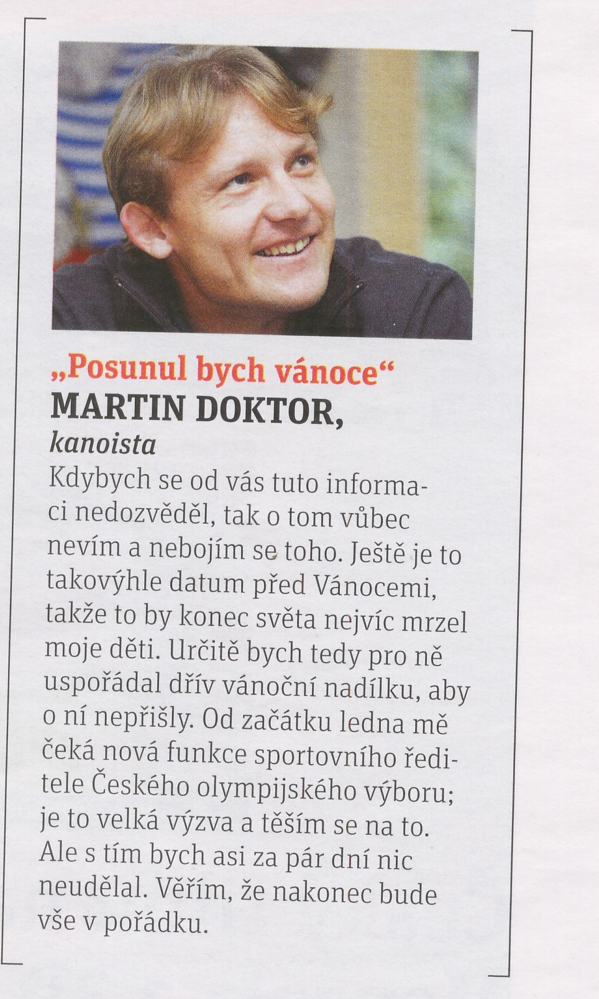 „Posunul bych vánoce“
MARTIN DOKTOR,
kanoista
Kdybych se od vás tuto informa-
ci nedozvěděl, tak o tom vůbec
nevím a nebojím se toho. Ještě je to
takovýhle datum před Vánocemi,
takže to by konec světa nejvíc mrzel
moje děti. Určitě bych tedy pro ně
uspořádal dřív vánoční nadílku, aby
o ní nepřišly. Od začátku ledna mě
čeká nová funkce sportovního ředi-
tele Českého olympijského výboru;
je to velká výzva a těším se na to.
Ale s tím bych asi za pár dní nic
neudělal. Věřím, že nakonec bude
vše v pořádku.